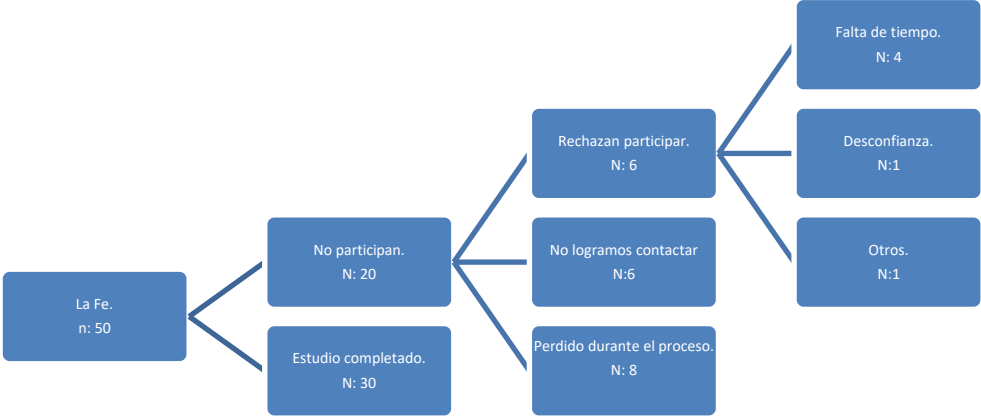 La Fe.
n: 50
No participan.
N: 20
Estudio completado.
N: 30
Rechazan participar.
N: 6
No logramos contactar
N:6
Perdido durante el proceso.
N: 8
Falta de tiempo.
N: 4
Desconfianza.
N:1
Otros.
N:1